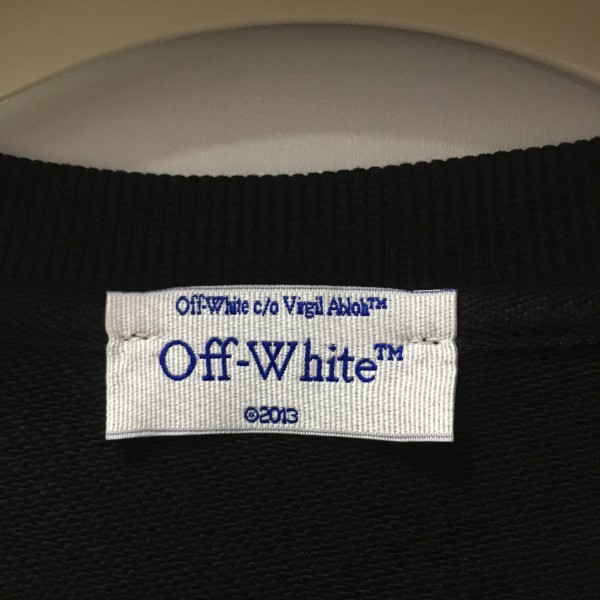 Off-White c/o Virgil Abloh™
Off-White™
©2013